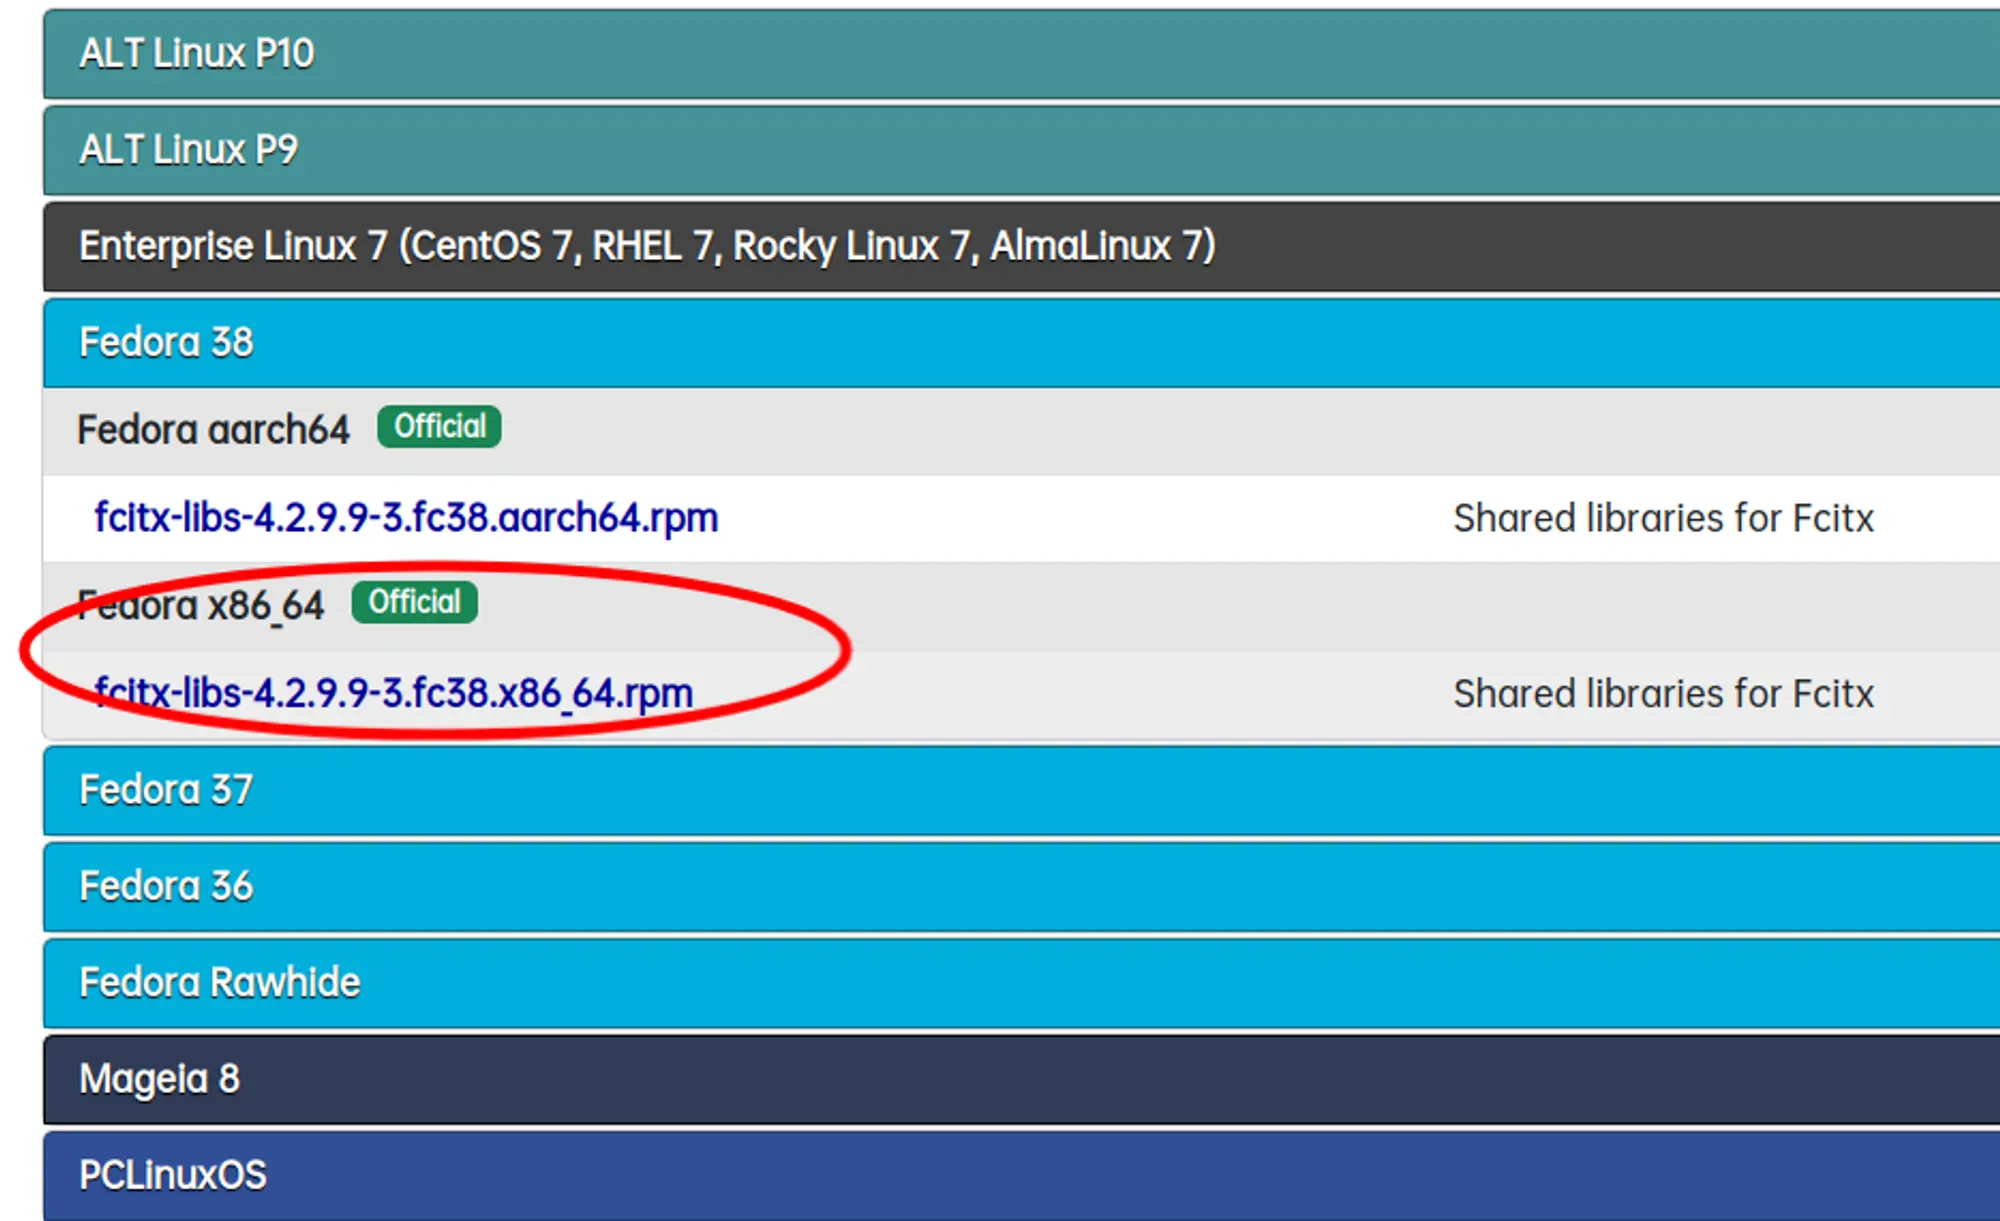 ALT Linux P10
ALT Linux P9
Enterprise Linux 7 (CentOS 7, RHEL 7, Rocky Linux 7, AlmaLinux 7)
Fedora 38
Fedora aarch64 Official
fcitx-libs-4.2.9.9-3.fc38.aarch64.rpm Shared libraries for Fcitx
Fedora x86_64 Official
fcitx-libs-4.2.9.9-3.fc38.x86_64.rpm Shared libraries for Fcitx
Fedora 37
Fedora 36
Fedora Rawhide
Mageia 8
PCLinuxOS